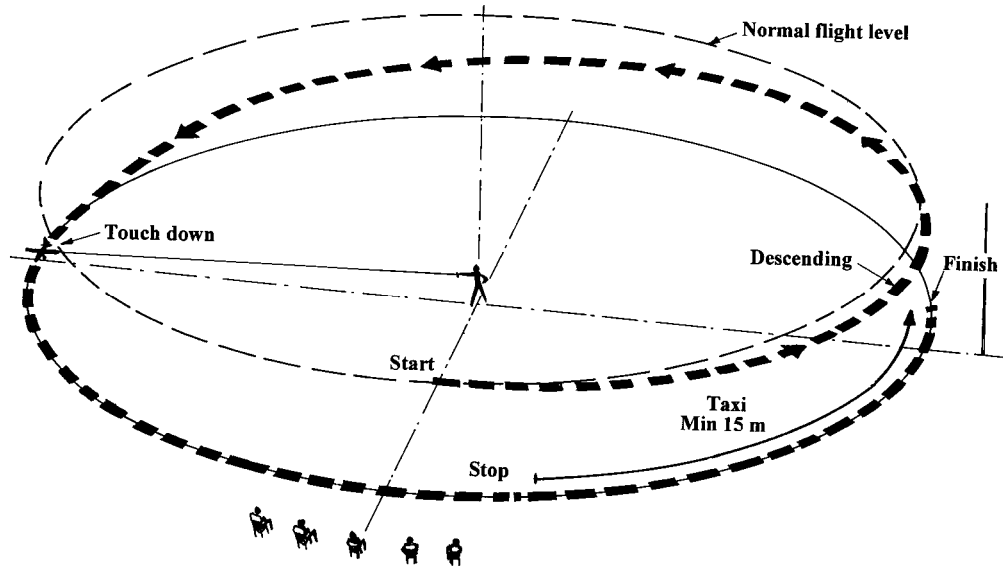 Normal flight level
Touch down
Descending
Finish
Start
Taxi
Min 15 m
Stop